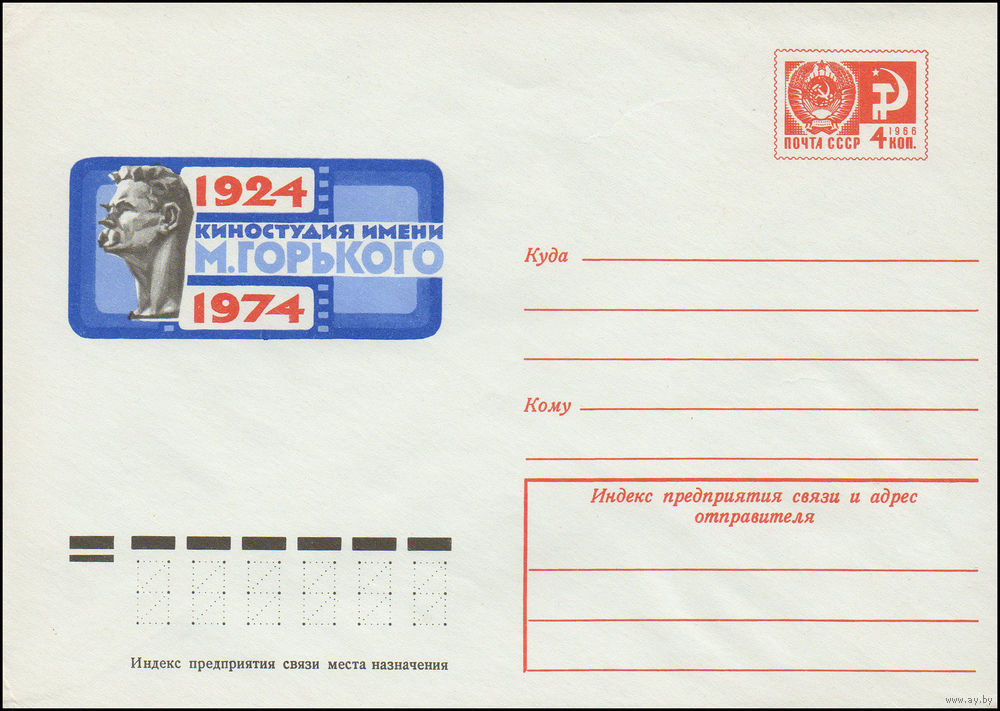 1966
ПОЧТА СССР 4 КОП.
1924
КИНОСТУДИЯ ИМЕНИ
М.ГОРЬКОГО
1974
Куда
Кому
Индекс предприятия связи и адрес
отправителя
Индекс предприятия связи места назначения
www.ay.by